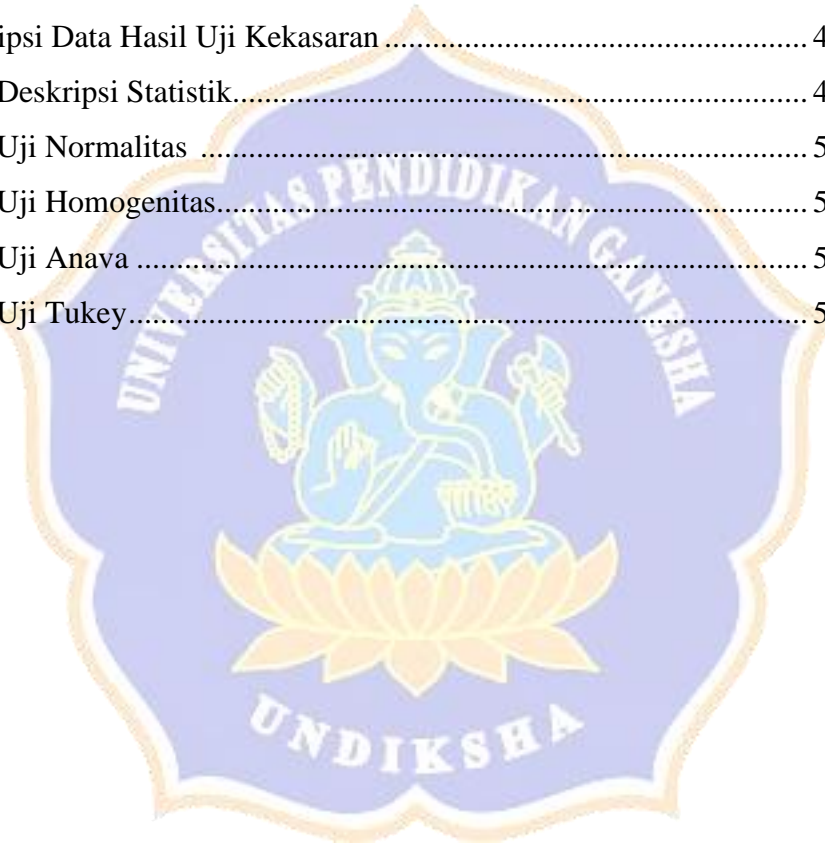 ipsi Data Hasil Uji Kekasaran ........................................................................ 4
Deskripsi Statistik................................................................................................ 4
Uji Normalitas ..................................................................................................... 5
Uji Homogenitas.................................................................................................. 5
Uji Anava ............................................................................................................ 5
Uji Tukey............................................................................................................. 5
UNIVERSITAS PENDIDIKAN GANESHA
UNDIKSHA